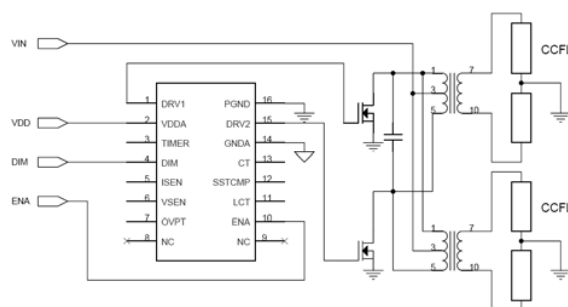 VIN
VDD
DIM
ENA
1 DRV1 PGND 16
2 VDDA DRV2 15
3 TIMER GNDA 14
4 DIM CT 13
5 ISEN SSTCMP 12
6 VSEN LCT 11
7 OVPT ENA 10
8 NC NC 9
1 7
3
5 10
CCFL
1 7
3
5 10
CCFL